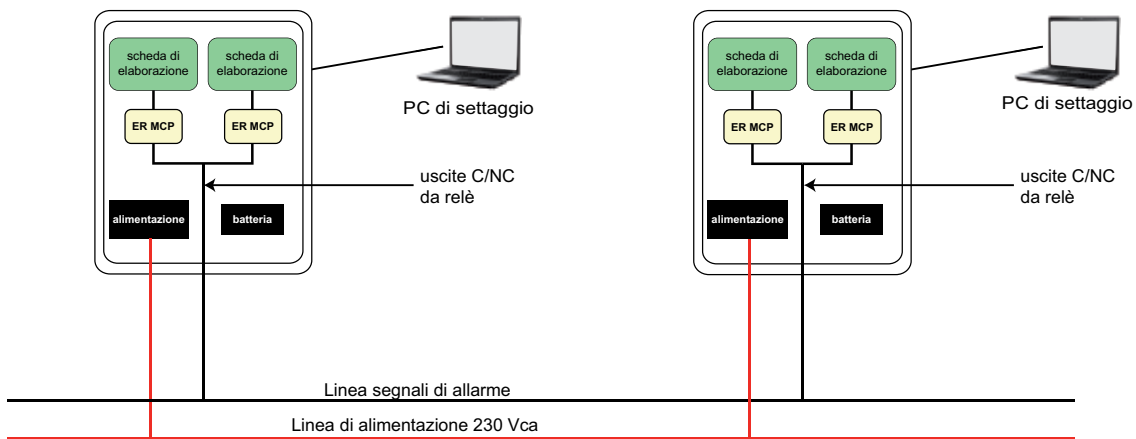 scheda di
elaborazione
scheda di
elaborazione
ER MCP
ER MCP
PC di settaggio
uscite C/NC
da relè
alimentazione
batteria
scheda di
elaborazione
scheda di
elaborazione
ER MCP
ER MCP
PC di settaggio
uscite C/NC
da relè
alimentazione
batteria
Linea segnali di allarme
Linea di alimentazione 230 Vca